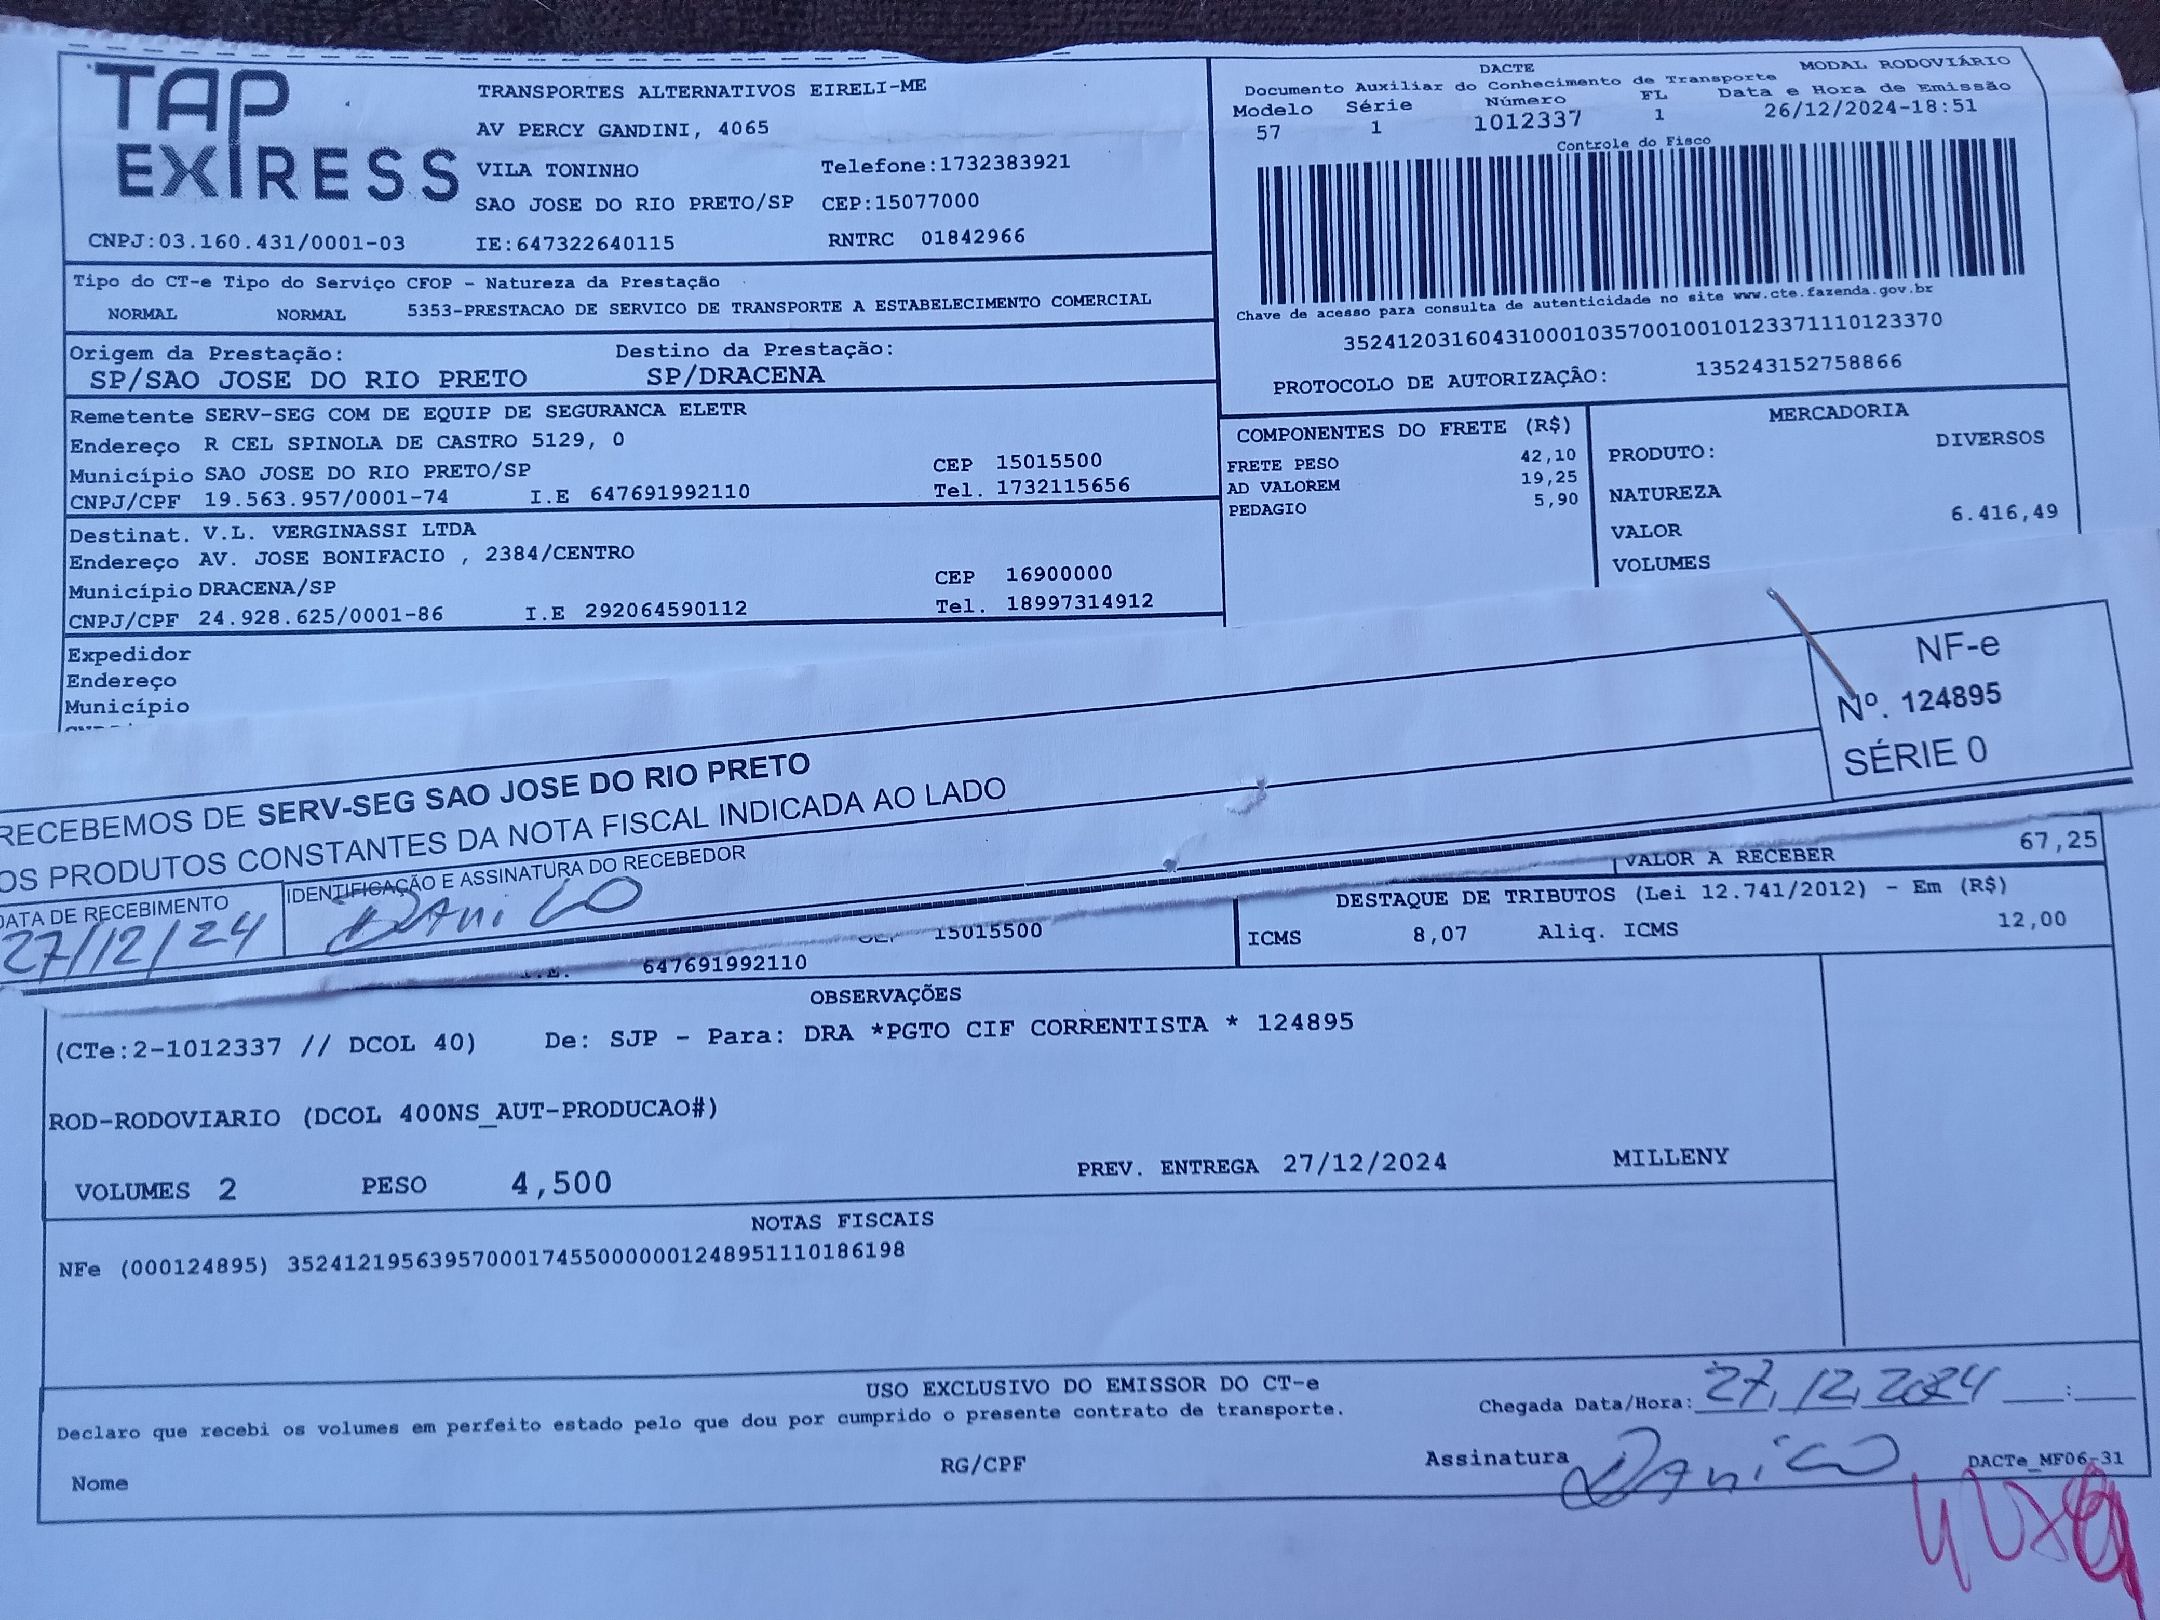 TAP
EXPRESS
TRANSPORTES ALTERNATIVOS EIRELI-ME
AV PERCY GANDINI, 4065
VILA TONINHO Telefone:1732383921
SAO JOSE DO RIO PRETO/SP CEP:15077000
CNPJ:03.160.431/0001-03 IE:647322640115 RNTRC 01842966
DACTE MODAL RODOVIÁRIO
Documento Auxiliar do Conhecimento de Transporte
Modelo Série Número FL Data e Hora de Emissão
57 1 1012337 1 26/12/2024-18:51
Controle do Fisco
Chave de acesso para consulta de autenticidade no site www.cte.fazenda.gov.br
35241203160431000103570010010123371110123370
PROTOCOLO DE AUTORIZAÇÃO: 135243152758866
Tipo do CT-e Tipo do Serviço CFOP - Natureza da Prestação
NORMAL NORMAL 5353-PRESTACAO DE SERVICO DE TRANSPORTE A ESTABELECIMENTO COMERCIAL
Origem da Prestação: Destino da Prestação:
SP/SAO JOSE DO RIO PRETO SP/DRACENA
Remetente SERV-SEG COM DE EQUIP DE SEGURANCA ELETR
Endereço R CEL SPINOLA DE CASTRO 5129, 0
Município SAO JOSE DO RIO PRETO/SP CEP 15015500
CNPJ/CPF 19.563.957/0001-74 I.E 647691992110 Tel. 1732115656
Destinat. V.L. VERGINASSI LTDA
Endereço AV. JOSE BONIFACIO , 2384/CENTRO
Município DRACENA/SP CEP 16900000
CNPJ/CPF 24.928.625/0001-86 I.E 292064590112 Tel. 18997314912
Expedidor
Endereço
Município
COMPONENTES DO FRETE (R$)
FRETE PESO 42,10
AD VALOREM 19,25
PEDAGIO 5,90
MERCADORIA
PRODUTO: DIVERSOS
NATUREZA
VALOR 6.416,49
VOLUMES
NF-e
Nº. 124895
SÉRIE 0
RECEBEMOS DE SERV-SEG SAO JOSE DO RIO PRETO
OS PRODUTOS CONSTANTES DA NOTA FISCAL INDICADA AO LADO
DATA DE RECEBIMENTO IDENTIFICAÇÃO E ASSINATURA DO RECEBEDOR
27/12/24 DANiLO
VALOR A RECEBER 67,25
DESTAQUE DE TRIBUTOS (Lei 12.741/2012) - Em (R$)
ICMS 8,07 Aliq. ICMS 12,00
15015500
647691992110
OBSERVAÇÕES
(CTe:2-1012337 // DCOL 40) De: SJP - Para: DRA *PGTO CIF CORRENTISTA * 124895
ROD-RODOVIARIO (DCOL 400NS_AUT-PRODUCAO#)
VOLUMES 2 PESO 4,500 PREV. ENTREGA 27/12/2024 MILLENY
NOTAS FISCAIS
NFe (000124895) 35241219563957000174550000001248951110186198
USO EXCLUSIVO DO EMISSOR DO CT-e
Declaro que recebi os volumes em perfeito estado pelo que dou por cumprido o presente contrato de transporte.
Chegada Data/Hora: 27/12/2024 __:__
Nome RG/CPF Assinatura DANiLO DACTe_MF06-31